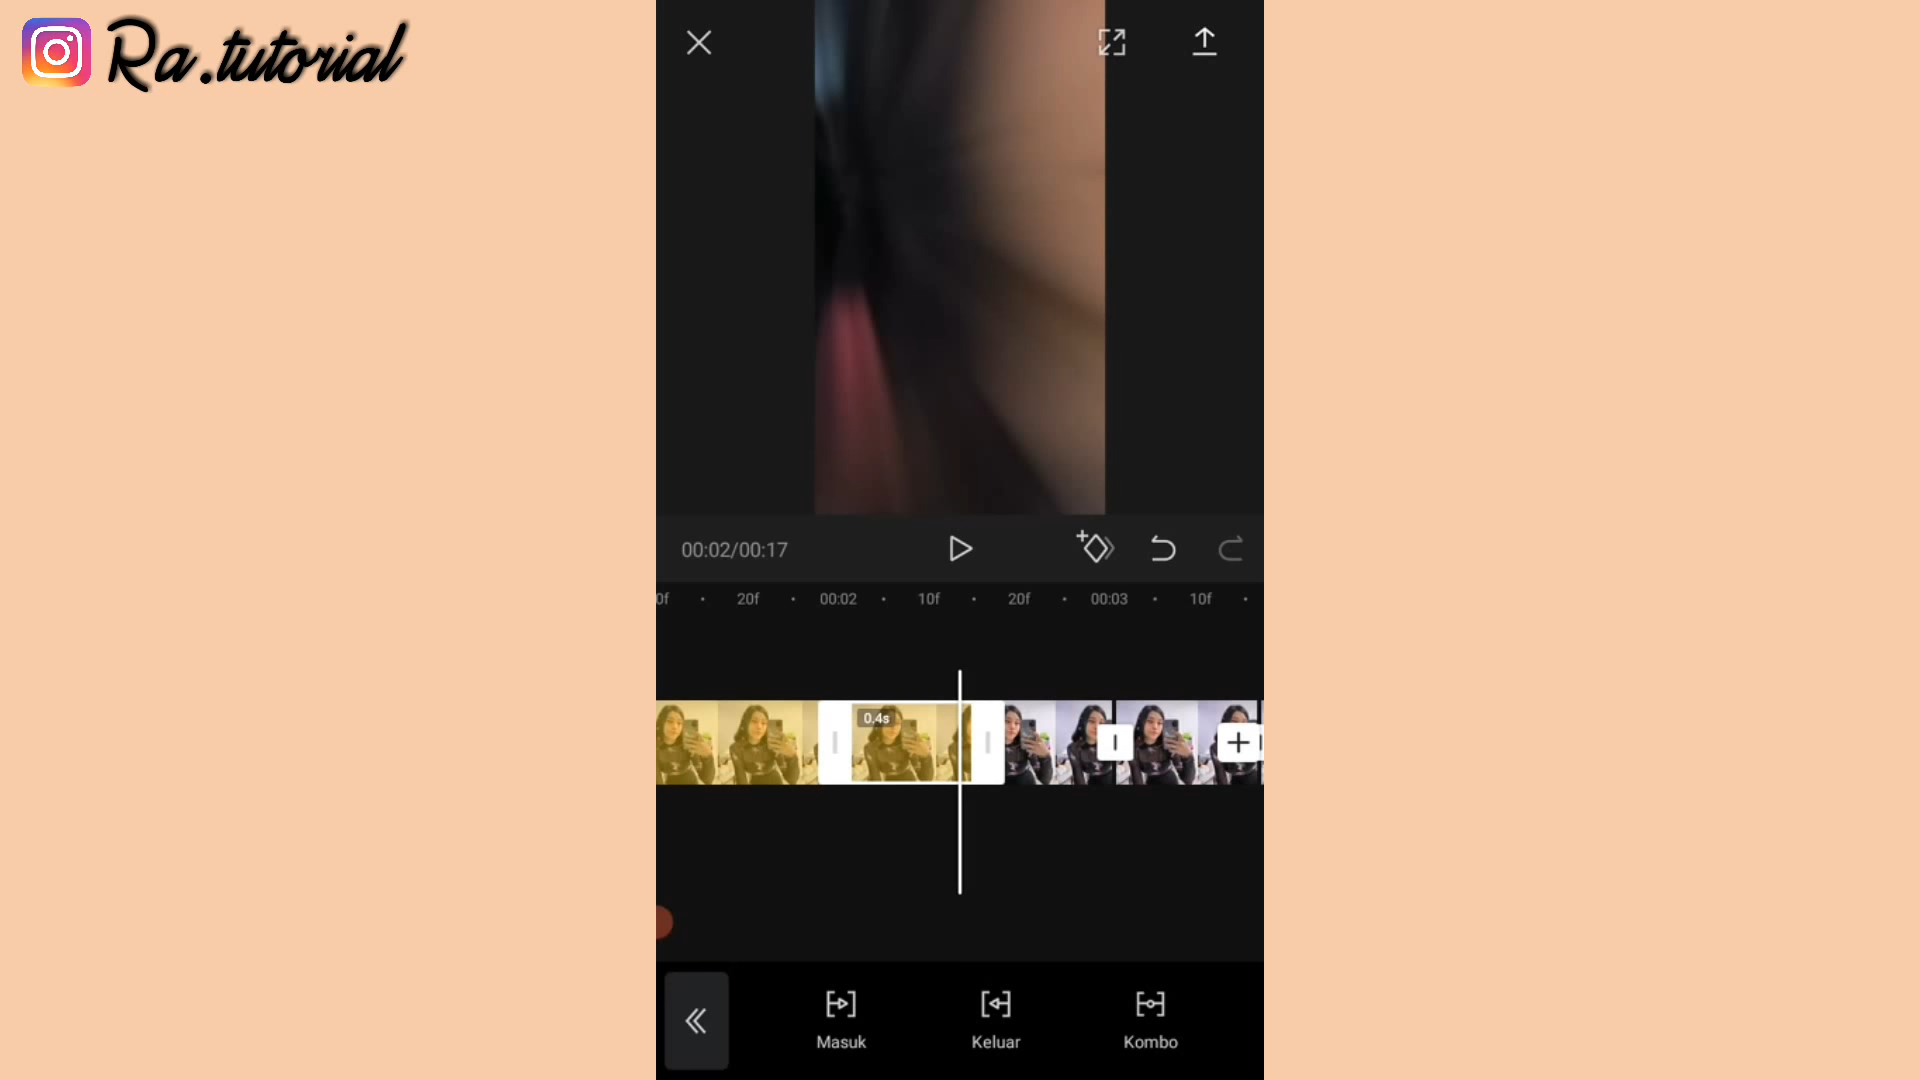 Ra.tutorial
00:02/00:17
0f 20f 00:02 10f 20f 00:03 10f
0.4s
Masuk Keluar Kombo